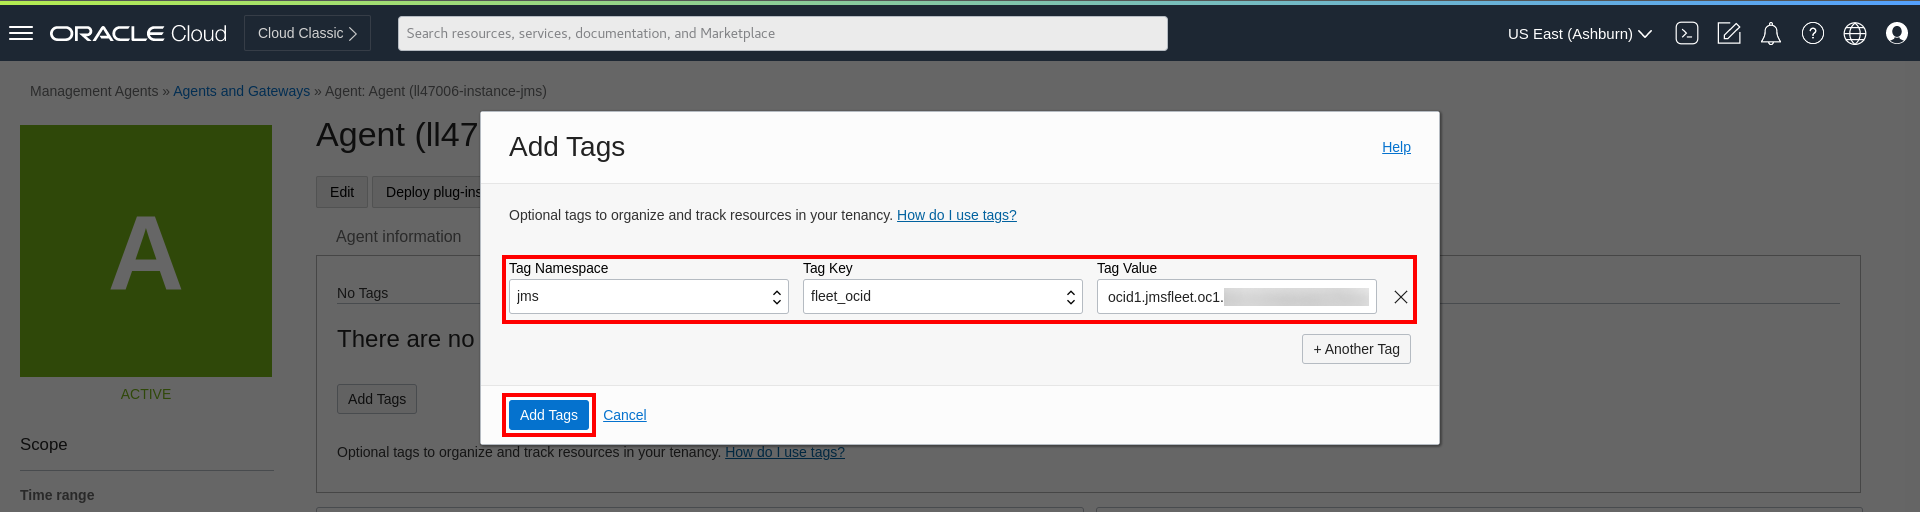 ORACLE Cloud
Cloud Classic
Search resources, services, documentation, and Marketplace
US East (Ashburn)
Management Agents » Agents and Gateways » Agent: Agent (ll47006-instance-jms)
A
ACTIVE
Scope
Time range
Agent (ll47
Edit
Deploy plug-ins
Agent information
No Tags
There are no
Add Tags
Optional tags to organize and track resources in your tenancy. How do I use tags?
Add Tags
Help
Optional tags to organize and track resources in your tenancy. How do I use tags?
Tag Namespace
jms
Tag Key
fleet_ocid
Tag Value
ocid1.jmsfleet.oc1.
+ Another Tag
Add Tags
Cancel